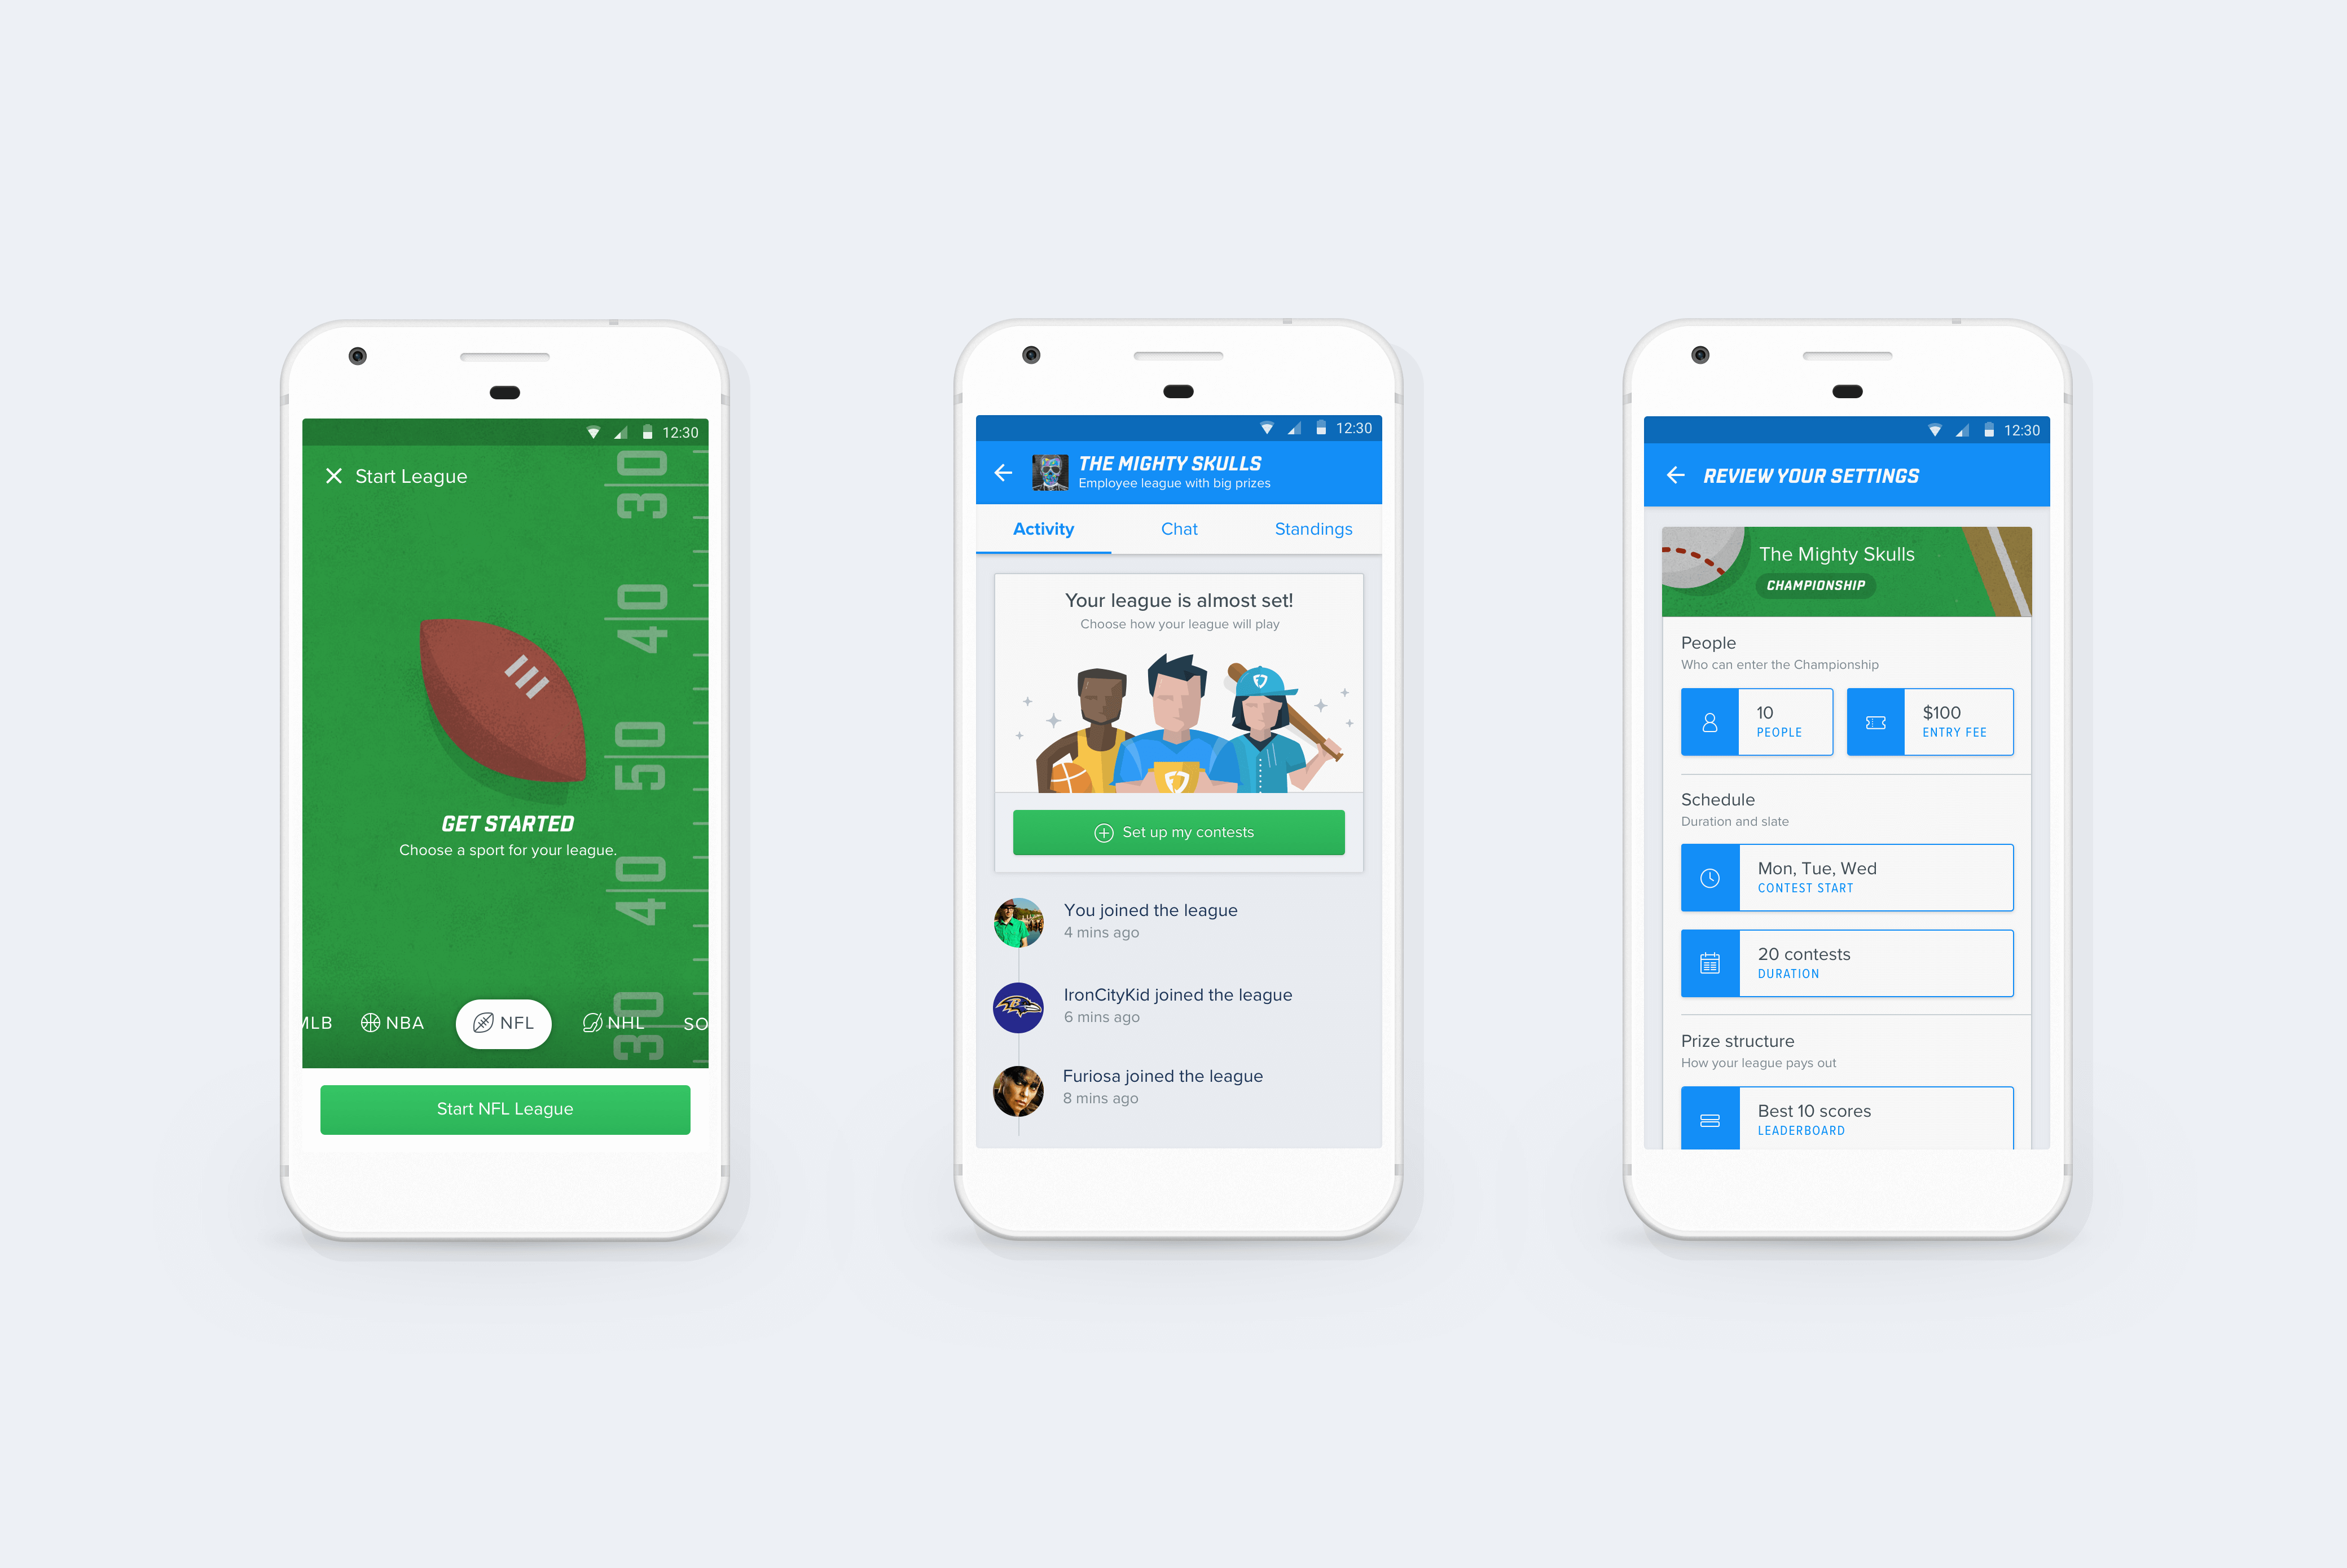 12:30
Start League
30
40
50
40
30
GET STARTED
Choose a sport for your league.
MLB
NBA
NFL
NHL
SO
Start NFL League
12:30
THE MIGHTY SKULLS
Employee league with big prizes
Activity
Chat
Standings
Your league is almost set!
Choose how your league will play
Set up my contests
You joined the league
4 mins ago
IronCityKid joined the league
6 mins ago
Furiosa joined the league
8 mins ago
12:30
REVIEW YOUR SETTINGS
The Mighty Skulls
CHAMPIONSHIP
People
Who can enter the Championship
10
PEOPLE
$100
ENTRY FEE
Schedule
Duration and slate
Mon, Tue, Wed
CONTEST START
20 contests
DURATION
Prize structure
How your league pays out
Best 10 scores
LEADERBOARD